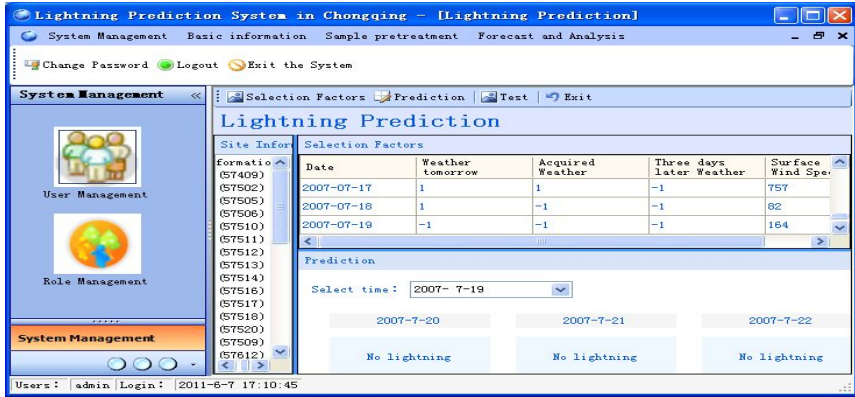 Lightning Prediction System in Chongqing - [Lightning Prediction]
System Management Basic information Sample pretreatment Forecast and Analysis
Change Password Logout Exit the System
System Management «
Selection Factors Prediction Test Exit
Lightning Prediction
Site Infor
Selection Factors
formatio
(57409)
(57502)
(57505)
(57506)
(57510)
(57511)
(57512)
(57513)
(57514)
(57516)
(57517)
(57518)
(57520)
(57509)
(57612)
Date Weather tomorrow Acquired Weather Three days later Weather Surface Wind Spe
2007-07-17 1 1 -1 757
2007-07-18 1 -1 -1 82
2007-07-19 -1 -1 -1 164
Prediction
Select time: 2007- 7-19
2007-7-20 2007-7-21 2007-7-22
No lightning No lightning No lightning
User Management
Role Management
System Management
Users: admin Login: 2011-6-7 17:10:45